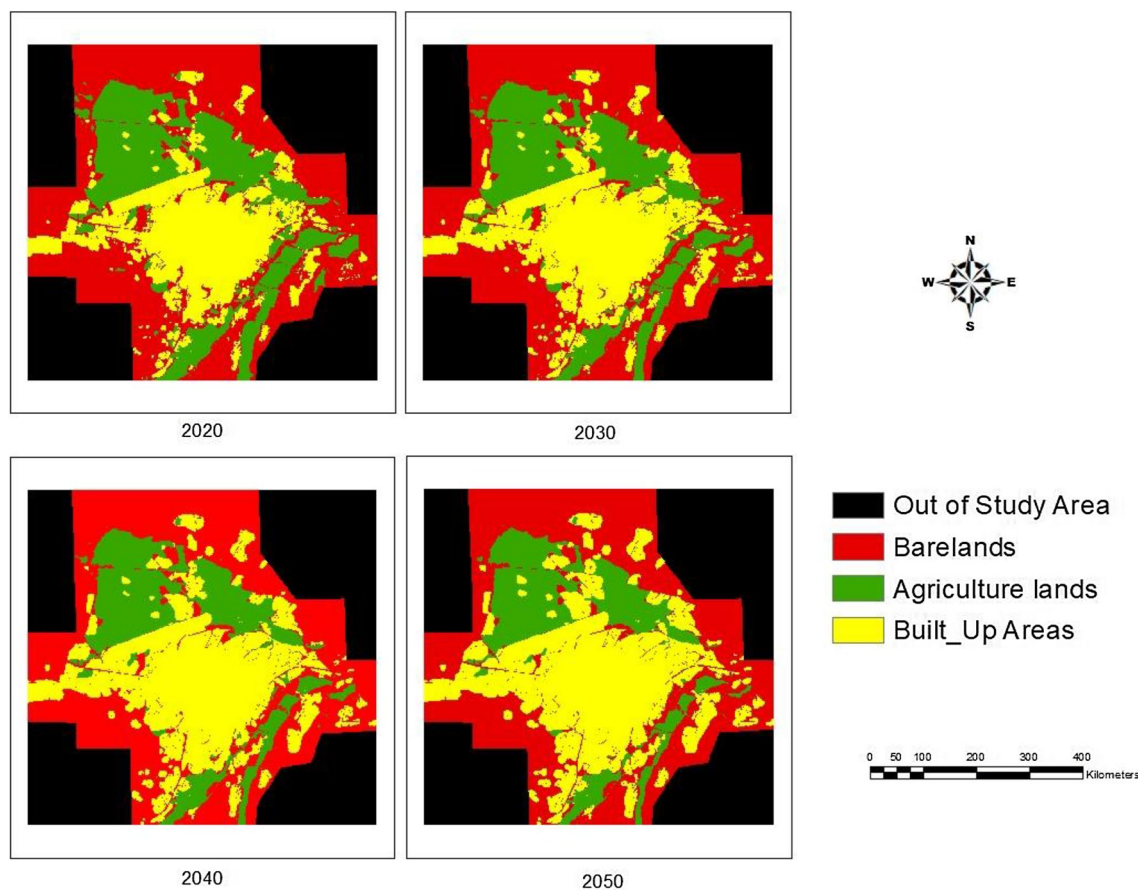 2020
2030
N
W E
S
2040
2050
Out of Study Area
Barelands
Agriculture lands
Built_Up Areas
0 50 100 200 300 400
Kilometers